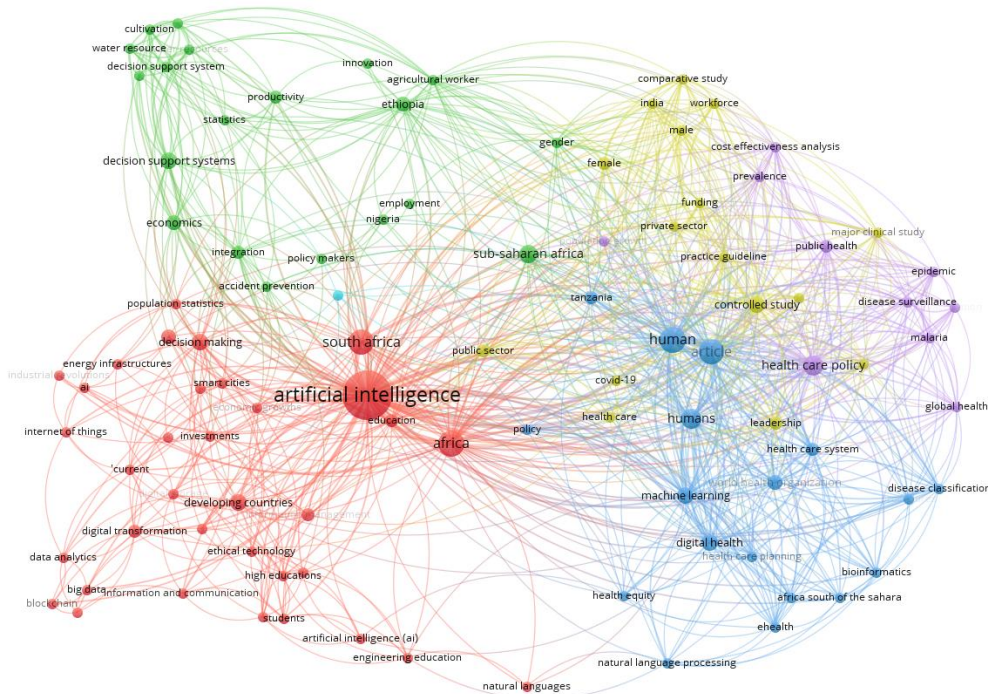 cultivation
water resource
decision support system
innovation
agricultural worker
comparative study
productivity
ethiopia
india
workforce
statistics
male
gender
cost effectiveness analysis
decision support systems
female
prevalence
employment
funding
economics
nigeria
private sector
major clinical study
integration
policy makers
sub-saharan africa
practice guideline
public health
accident prevention
tanzania
epidemic
population statistics
controlled study
disease surveillance
decision making
south africa
human
malaria
public sector
article
energy infrastructures
health care policy
smart cities
covid-19
ai
artificial intelligence
global health
education
health care
humans
leadership
internet of things
investments
africa
policy
health care system
'current
machine learning
world health organization
disease classification
developing countries
digital transformation
digital health
data analytics
ethical technology
health care planning
high educations
bioinformatics
big data
information and communication
health equity
africa south of the sahara
blockchain
students
ehealth
artificial intelligence (ai)
engineering education
natural language processing
natural languages